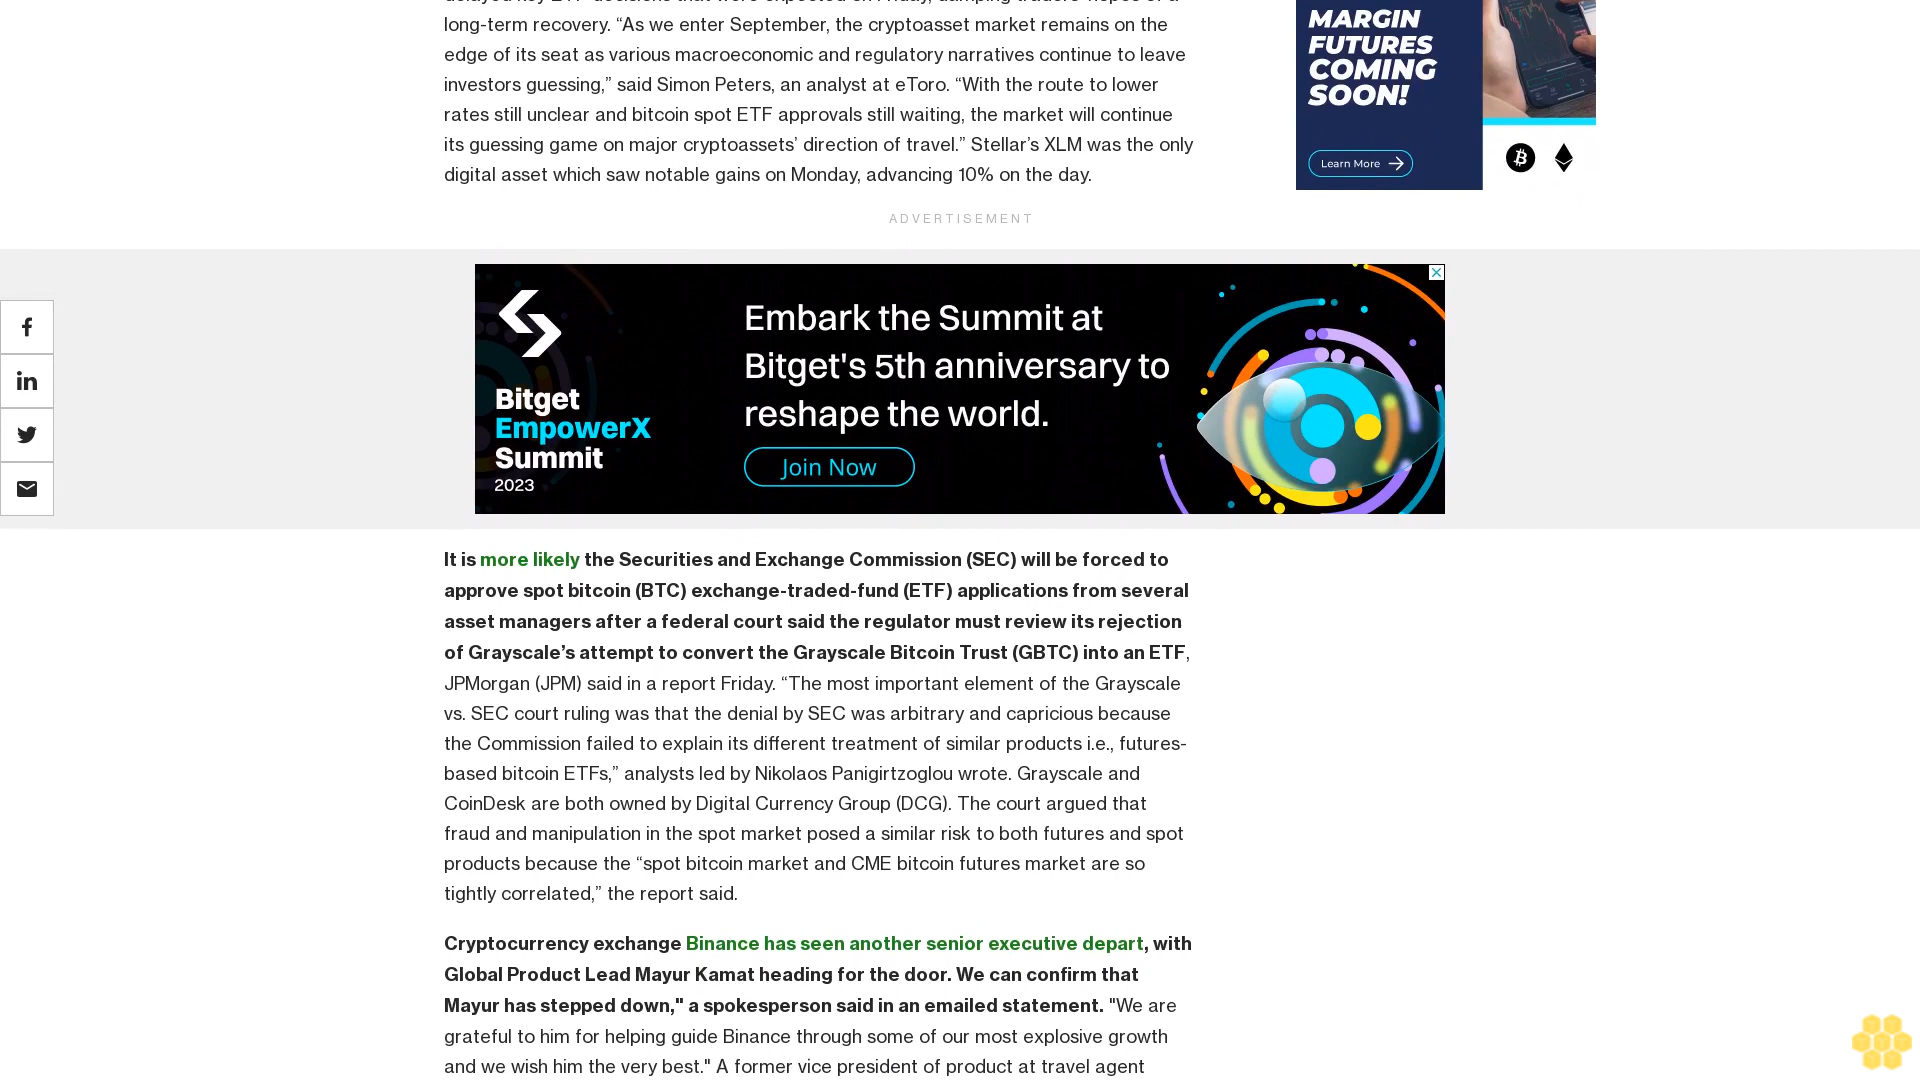 long-term recovery. “As we enter September, the cryptoasset market remains on the
edge of its seat as various macroeconomic and regulatory narratives continue to leave
investors guessing,” said Simon Peters, an analyst at eToro. “With the route to lower
rates still unclear and bitcoin spot ETF approvals still waiting, the market will continue
its guessing game on major cryptoassets’ direction of travel.” Stellar’s XLM was the only
digital asset which saw notable gains on Monday, advancing 10% on the day.
MARGIN
FUTURES
COMING
SOON!
Learn More
ADVERTISEMENT
Bitget
EmpowerX
Summit
2023
Embark the Summit at
Bitget's 5th anniversary to
reshape the world.
Join Now
It is more likely the Securities and Exchange Commission (SEC) will be forced to
approve spot bitcoin (BTC) exchange-traded-fund (ETF) applications from several
asset managers after a federal court said the regulator must review its rejection
of Grayscale’s attempt to convert the Grayscale Bitcoin Trust (GBTC) into an ETF,
JPMorgan (JPM) said in a report Friday. “The most important element of the Grayscale
vs. SEC court ruling was that the denial by SEC was arbitrary and capricious because
the Commission failed to explain its different treatment of similar products i.e., futures-
based bitcoin ETFs,” analysts led by Nikolaos Panigirtzoglou wrote. Grayscale and
CoinDesk are both owned by Digital Currency Group (DCG). The court argued that
fraud and manipulation in the spot market posed a similar risk to both futures and spot
products because the “spot bitcoin market and CME bitcoin futures market are so
tightly correlated,” the report said.
Cryptocurrency exchange Binance has seen another senior executive depart, with
Global Product Lead Mayur Kamat heading for the door. We can confirm that
Mayur has stepped down," a spokesperson said in an emailed statement. "We are
grateful to him for helping guide Binance through some of our most explosive growth
and we wish him the very best." A former vice president of product at travel agent